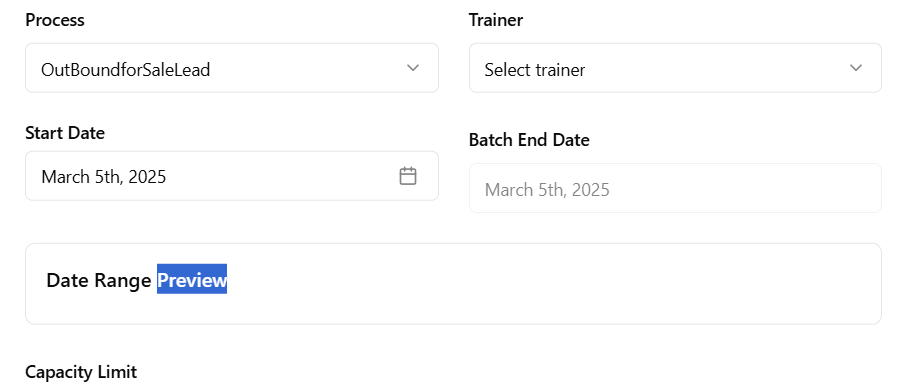 Process
OutBoundforSaleLead
Trainer
Select trainer
Start Date
March 5th, 2025
Batch End Date
March 5th, 2025
Date Range Preview
Capacity Limit